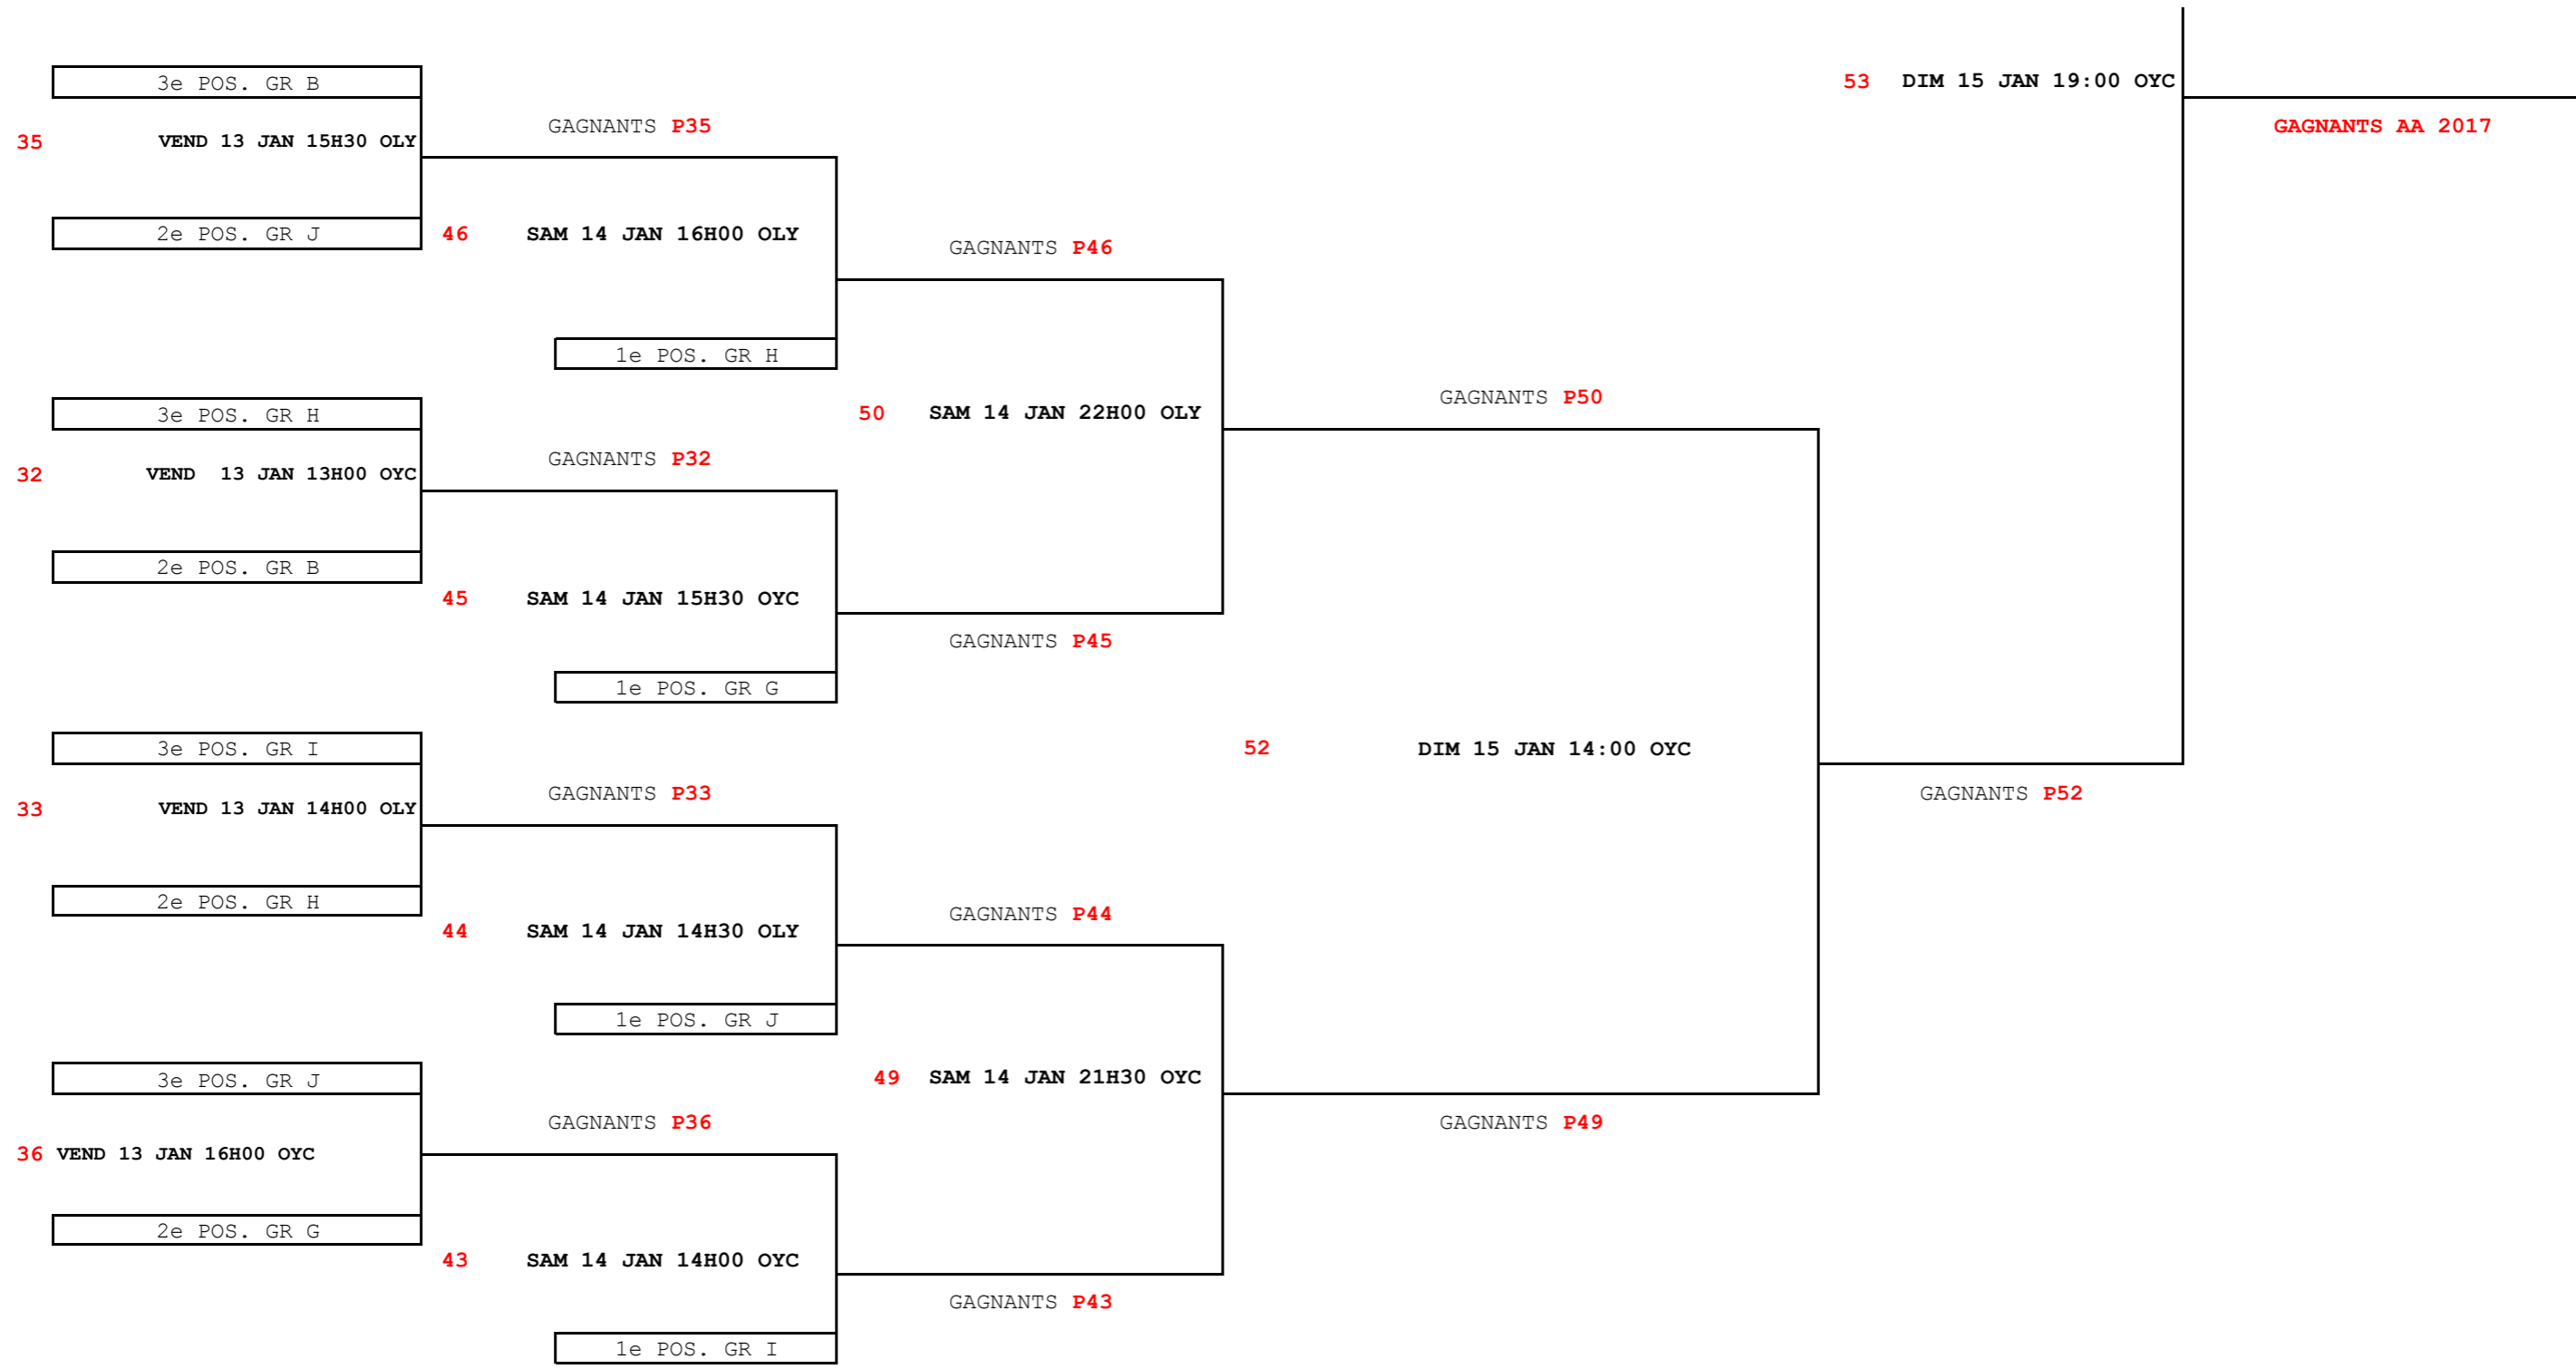 3e POS. GR B
53 DIM 15 JAN 19:00 OYC
GAGNANTS P35
GAGNANTS AA 2017
35 VEND 13 JAN 15H30 OLY
2e POS. GR J
46 SAM 14 JAN 16H00 OLY
GAGNANTS P46
1e POS. GR H
3e POS. GR H
50 SAM 14 JAN 22H00 OLY
GAGNANTS P50
GAGNANTS P32
32 VEND 13 JAN 13H00 OYC
2e POS. GR B
45 SAM 14 JAN 15H30 OYC
GAGNANTS P45
1e POS. GR G
3e POS. GR I
52 DIM 15 JAN 14:00 OYC
GAGNANTS P33
GAGNANTS P52
33 VEND 13 JAN 14H00 OLY
2e POS. GR H
GAGNANTS P44
44 SAM 14 JAN 14H30 OLY
1e POS. GR J
3e POS. GR J
49 SAM 14 JAN 21H30 OYC
GAGNANTS P36
GAGNANTS P49
36 VEND 13 JAN 16H00 OYC
2e POS. GR G
43 SAM 14 JAN 14H00 OYC
GAGNANTS P43
1e POS. GR I